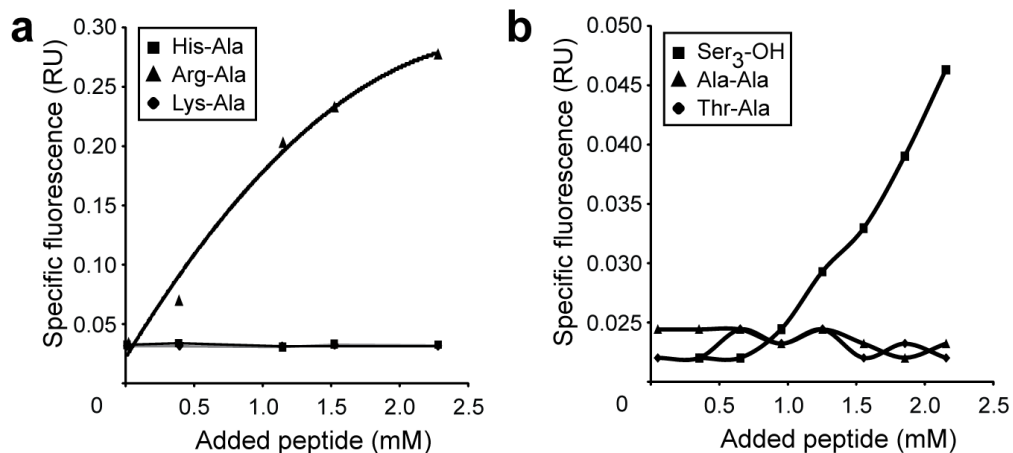 a
Specific fluorescence (RU)
0.30
0.25
0.20
0.15
0.10
0.05
0
His-Ala
Arg-Ala
Lys-Ala
0 1.0 2.0 1.5 2.5
Added peptide (mM)
b
Specific fluorescence (RU)
0.050
0.045
0.040
0.035
0.030
0.025
0.020
0
Ser3-OH
Ala-Ala
Thr-Ala
0.5 1.0 1.5 2.0 2.5
Added peptide (mM)